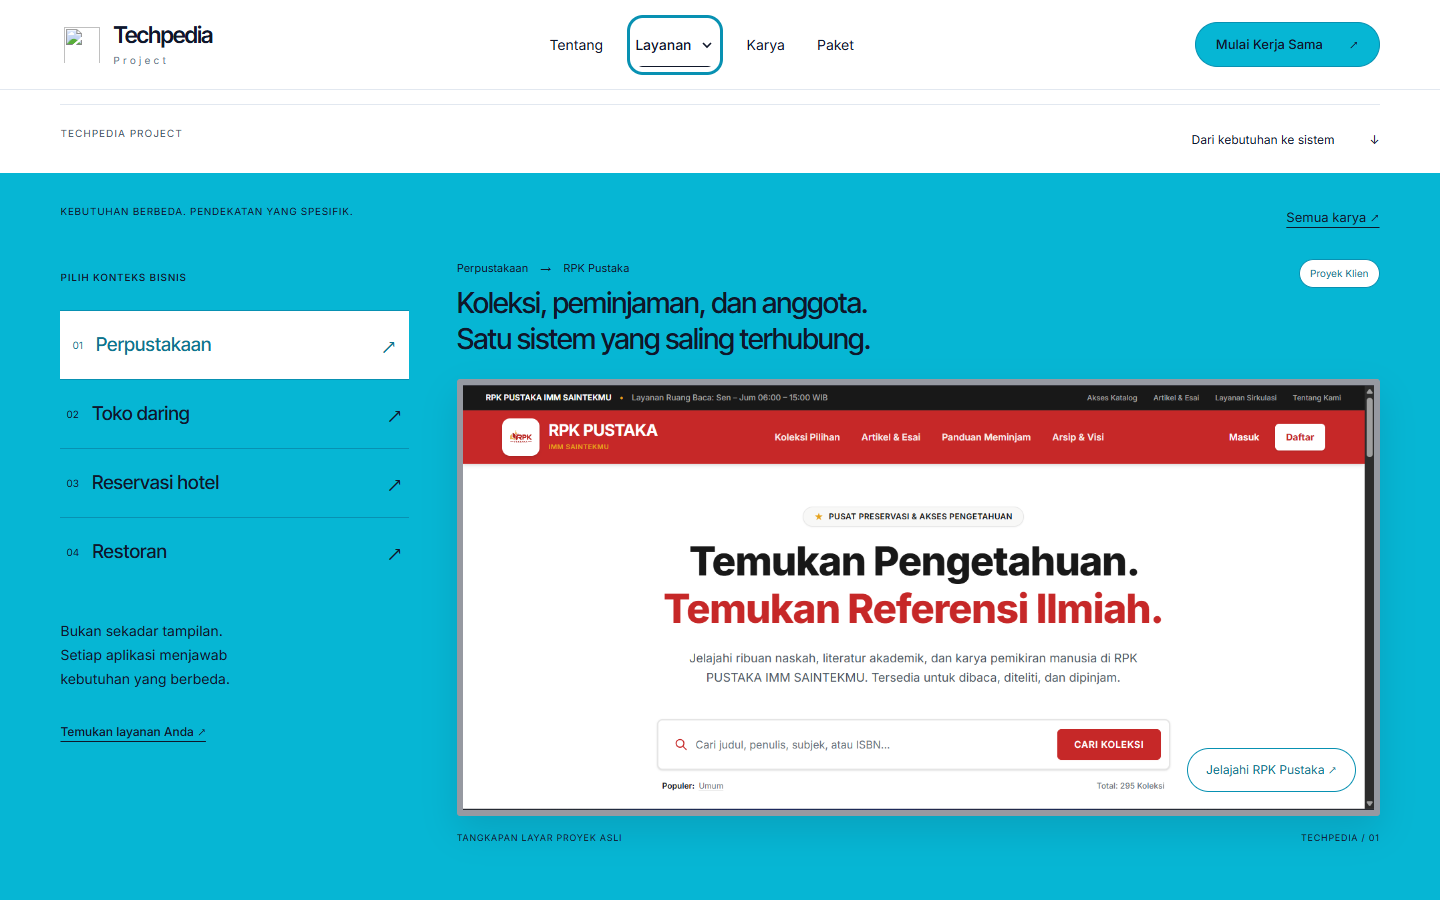 Techpedia
Project
Tentang
Layanan
Karya
Paket
Mulai Kerja Sama ↗
TECHPEDIA PROJECT
Dari kebutuhan ke sistem ↓
KEBUTUHAN BERBEDA. PENDEKATAN YANG SPESIFIK.
Semua karya ↗
PILIH KONTEKS BISNIS
01 Perpustakaan ↗
02 Toko daring ↗
03 Reservasi hotel ↗
04 Restoran ↗
Bukan sekadar tampilan.
Setiap aplikasi menjawab
kebutuhan yang berbeda.
Temukan layanan Anda ↗
Perpustakaan → RPK Pustaka
Proyek Klien
Koleksi, peminjaman, dan anggota.
Satu sistem yang saling terhubung.
RPK PUSTAKA IMM SAINTEKMU • Layanan Ruang Baca: Sen – Jum 06:00 – 15:00 WIB
Akses Katalog
Artikel & Esai
Layanan Sirkulasi
Tentang Kami
RPK
RPK PUSTAKA
IMM SAINTEKMU
Koleksi Pilihan
Artikel & Esai
Panduan Meminjam
Arsip & Visi
Masuk
Daftar
★ PUSAT PRESERVASI & AKSES PENGETAHUAN
Temukan Pengetahuan.
Temukan Referensi Ilmiah.
Jelajahi ribuan naskah, literatur akademik, dan karya pemikiran manusia di RPK
PUSTAKA IMM SAINTEKMU. Tersedia untuk dibaca, diteliti, dan dipinjam.
Cari judul, penulis, subjek, atau ISBN...
CARI KOLEKSI
Populer: Umum
Total: 295 Koleksi
Jelajahi RPK Pustaka ↗
TANGKAPAN LAYAR PROYEK ASLI
TECHPEDIA / 01